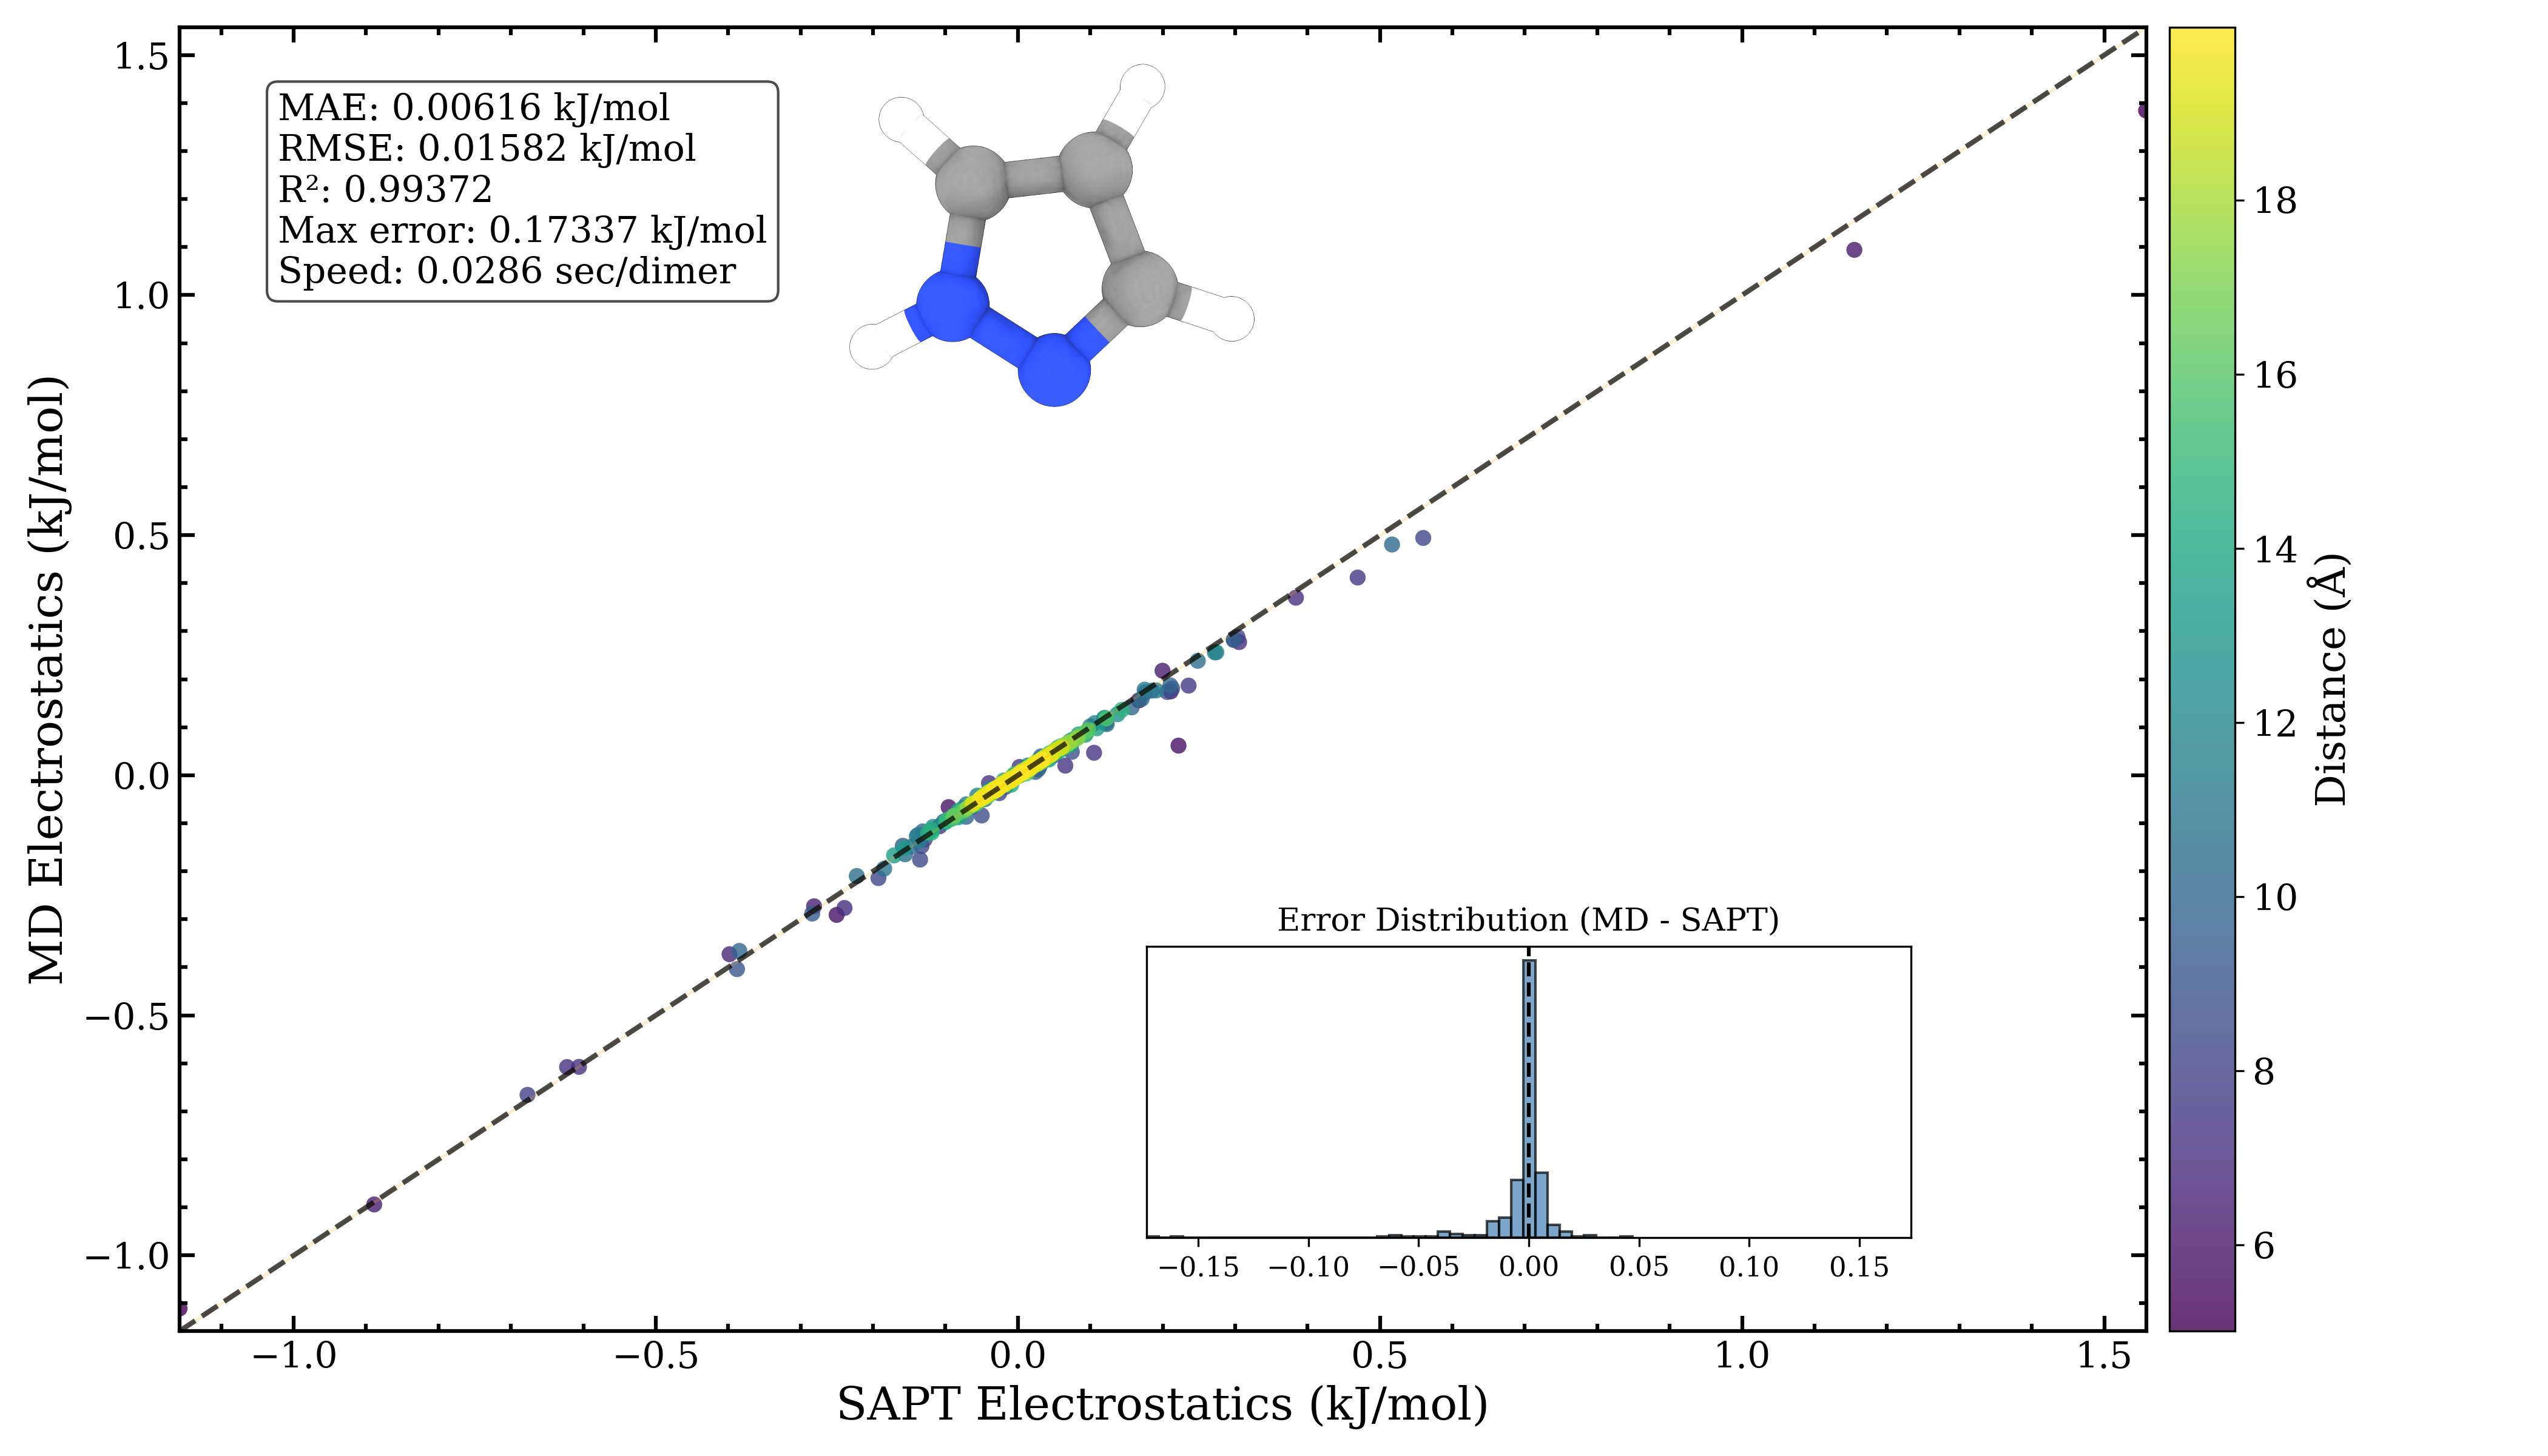 MAE: 0.00616 kJ/mol
RMSE: 0.01582 kJ/mol
R²: 0.99372
Max error: 0.17337 kJ/mol
Speed: 0.0286 sec/dimer
MD Electrostatics (kJ/mol)
1.5
1.0
0.5
0.0
−0.5
−1.0
Error Distribution (MD - SAPT)
−0.15 −0.10 −0.05 0.00 0.05 0.10 0.15
−1.0 −0.5 0.0 0.5 1.0 1.5
SAPT Electrostatics (kJ/mol)
18
16
14
12
10
8
6
Distance (Å)